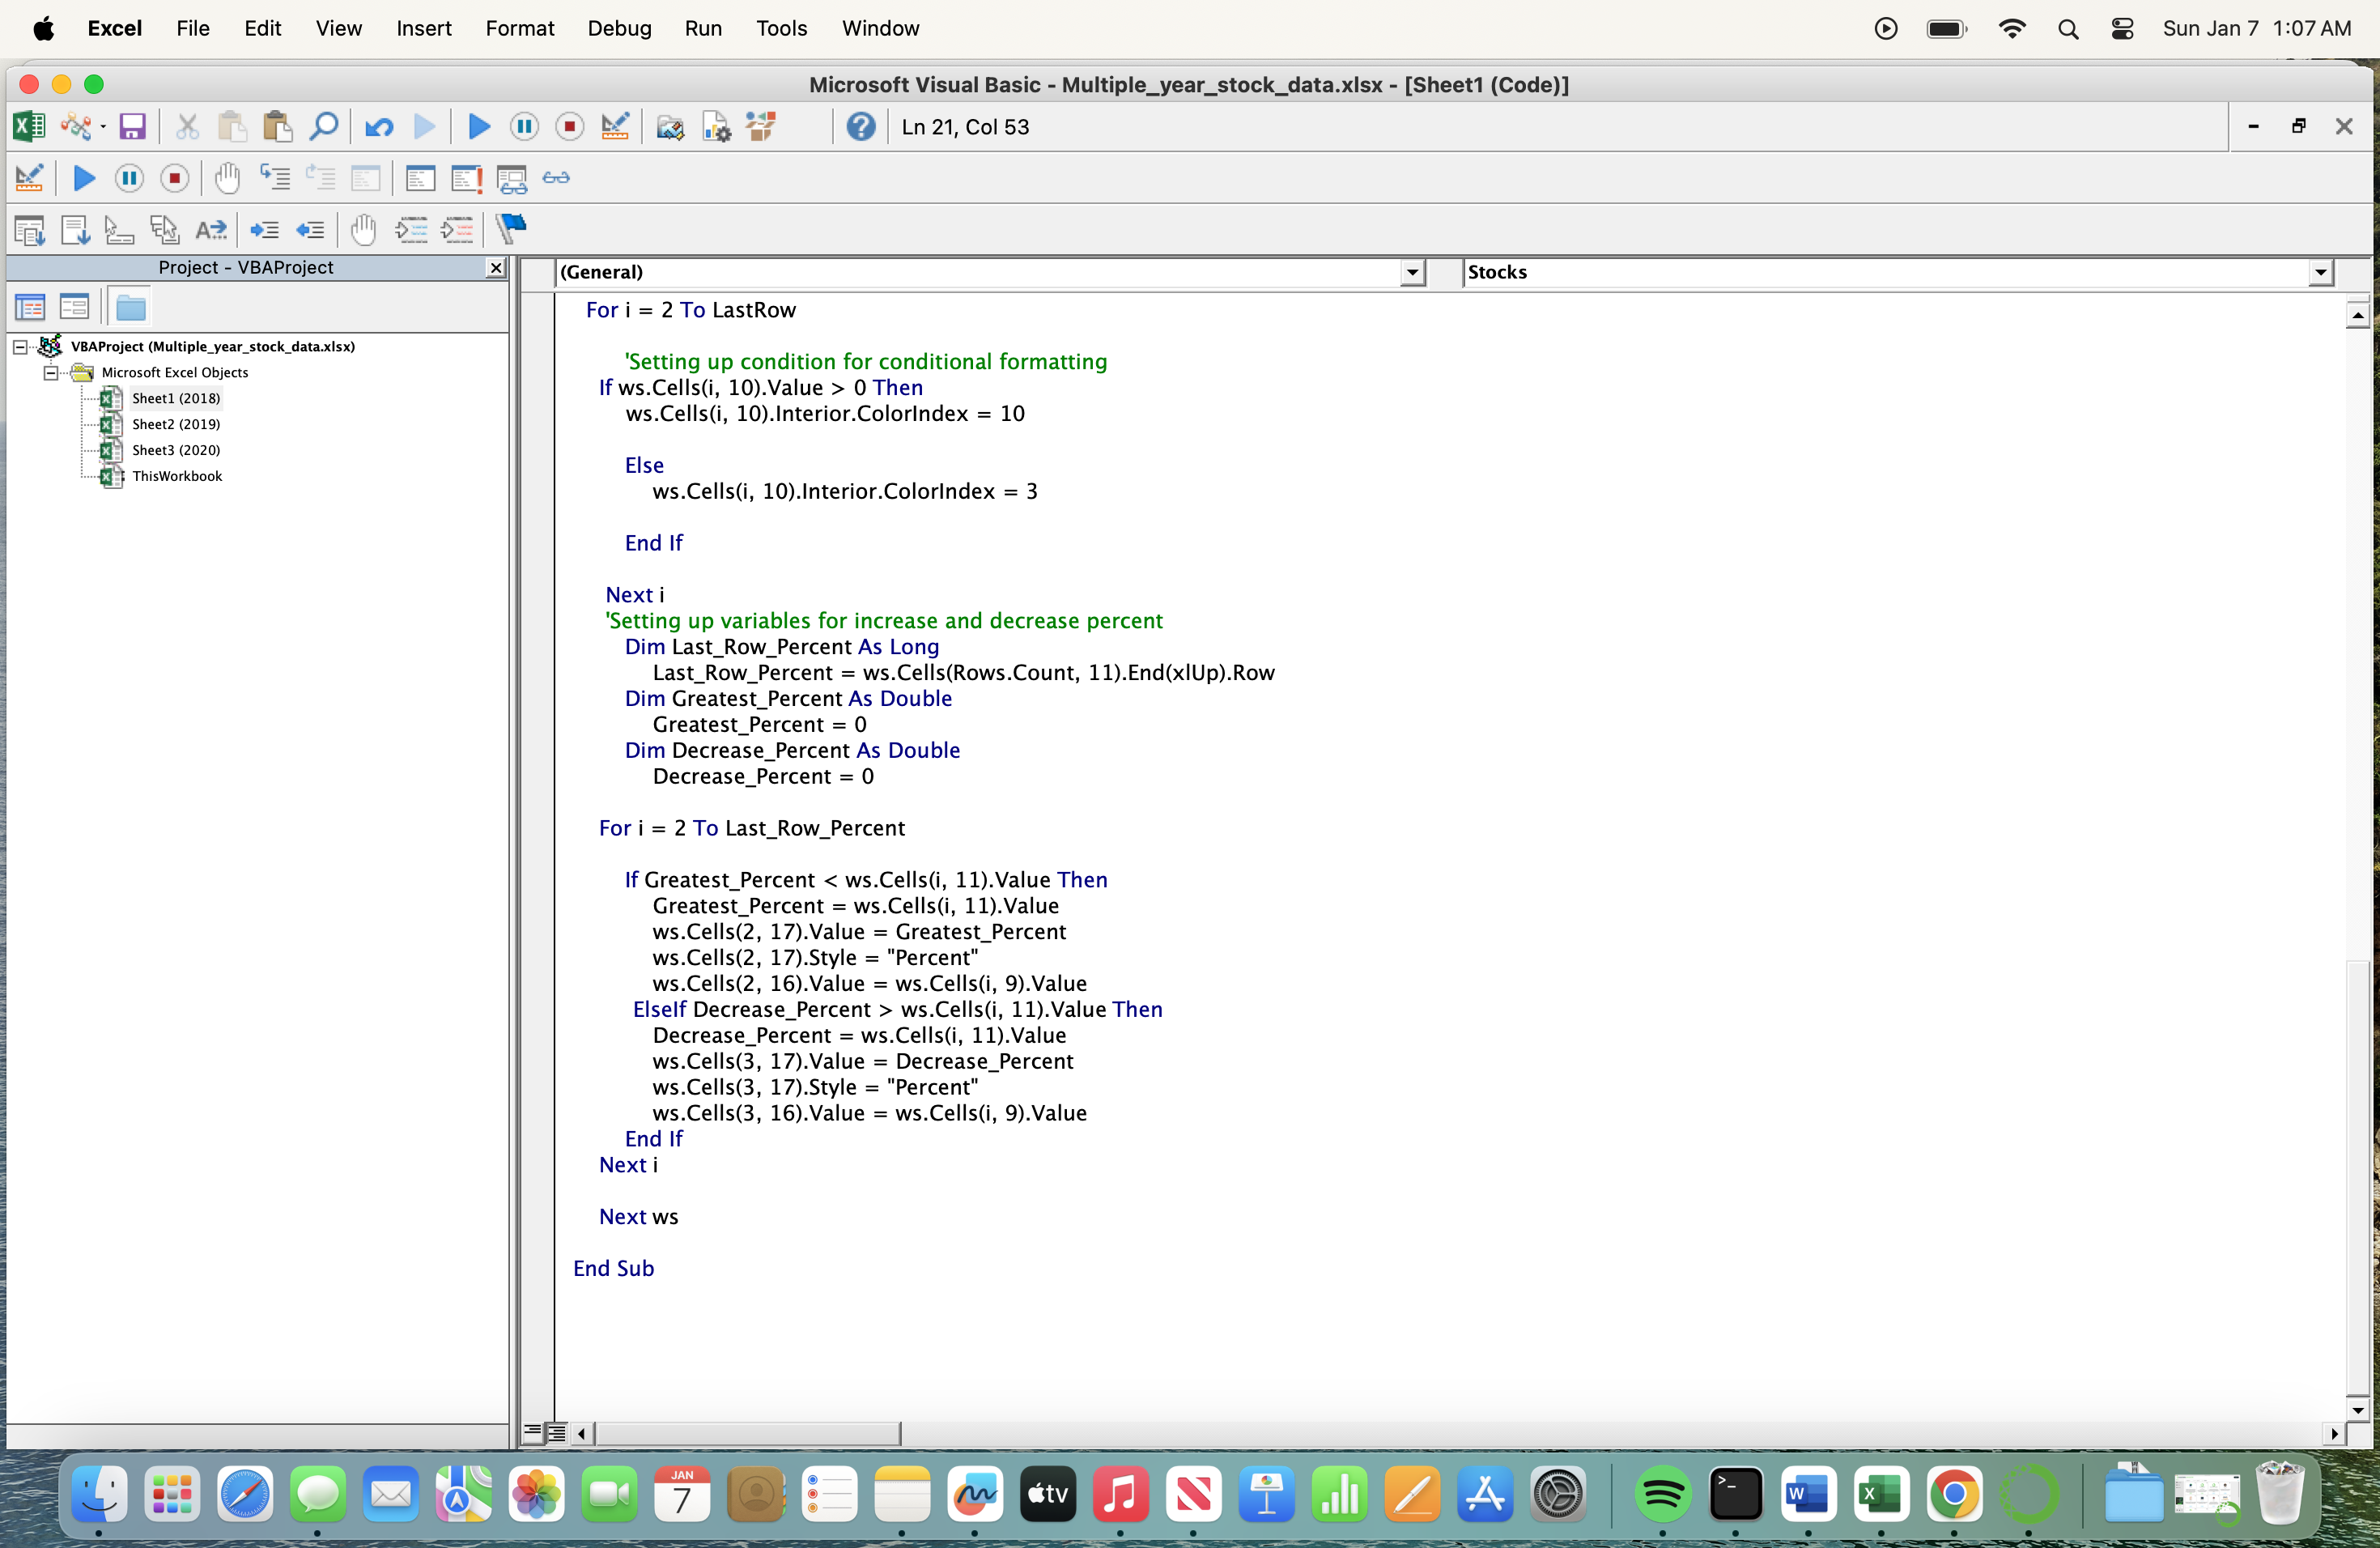 Excel File Edit View Insert Format Debug Run Tools Window Sun Jan 7 1:07 AM
Microsoft Visual Basic - Multiple_year_stock_data.xlsx - [Sheet1 (Code)]
Ln 21, Col 53
Project - VBAProject
(General) Stocks
VBAProject (Multiple_year_stock_data.xlsx)
Microsoft Excel Objects
Sheet1 (2018)
Sheet2 (2019)
Sheet3 (2020)
ThisWorkbook
For i = 2 To LastRow
'Setting up condition for conditional formatting
If ws.Cells(i, 10).Value > 0 Then
ws.Cells(i, 10).Interior.ColorIndex = 10
Else
ws.Cells(i, 10).Interior.ColorIndex = 3
End If
Next i
'Setting up variables for increase and decrease percent
Dim Last_Row_Percent As Long
Last_Row_Percent = ws.Cells(Rows.Count, 11).End(xlUp).Row
Dim Greatest_Percent As Double
Greatest_Percent = 0
Dim Decrease_Percent As Double
Decrease_Percent = 0
For i = 2 To Last_Row_Percent
If Greatest_Percent < ws.Cells(i, 11).Value Then
Greatest_Percent = ws.Cells(i, 11).Value
ws.Cells(2, 17).Value = Greatest_Percent
ws.Cells(2, 17).Style = "Percent"
ws.Cells(2, 16).Value = ws.Cells(i, 9).Value
ElseIf Decrease_Percent > ws.Cells(i, 11).Value Then
Decrease_Percent = ws.Cells(i, 11).Value
ws.Cells(3, 17).Value = Decrease_Percent
ws.Cells(3, 17).Style = "Percent"
ws.Cells(3, 16).Value = ws.Cells(i, 9).Value
End If
Next i
Next ws
End Sub
JAN
7
tv